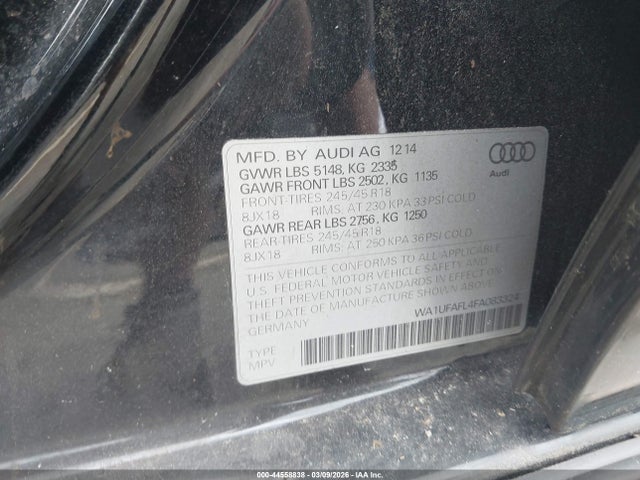 MFD. BY AUDI AG 12 14
GVWR LBS 5148, KG 2335
GAWR FRONT LBS 2502, KG 1135
FRONT-TIRES 245/45 R18
8JX18 RIMS, AT 230 KPA 33 PSI COLD
GAWR REAR LBS 2756, KG 1250
REAR-TIRES 245/45 R18
8JX18 RIMS, AT 250 KPA 36 PSI COLD
THIS VEHICLE CONFORMS TO ALL APPLICABLE
U.S. FEDERAL MOTOR VEHICLE SAFETY AND
THEFT PREVENTION STANDARDS IN EFFECT ON
THE DATE OF MANUFACTURE SHOWN ABOVE.
GERMANY
WA1UFAFL4FA083324
TYPE
MPV
Audi
000-44558838 - 03/09/2026 - IAA, Inc.